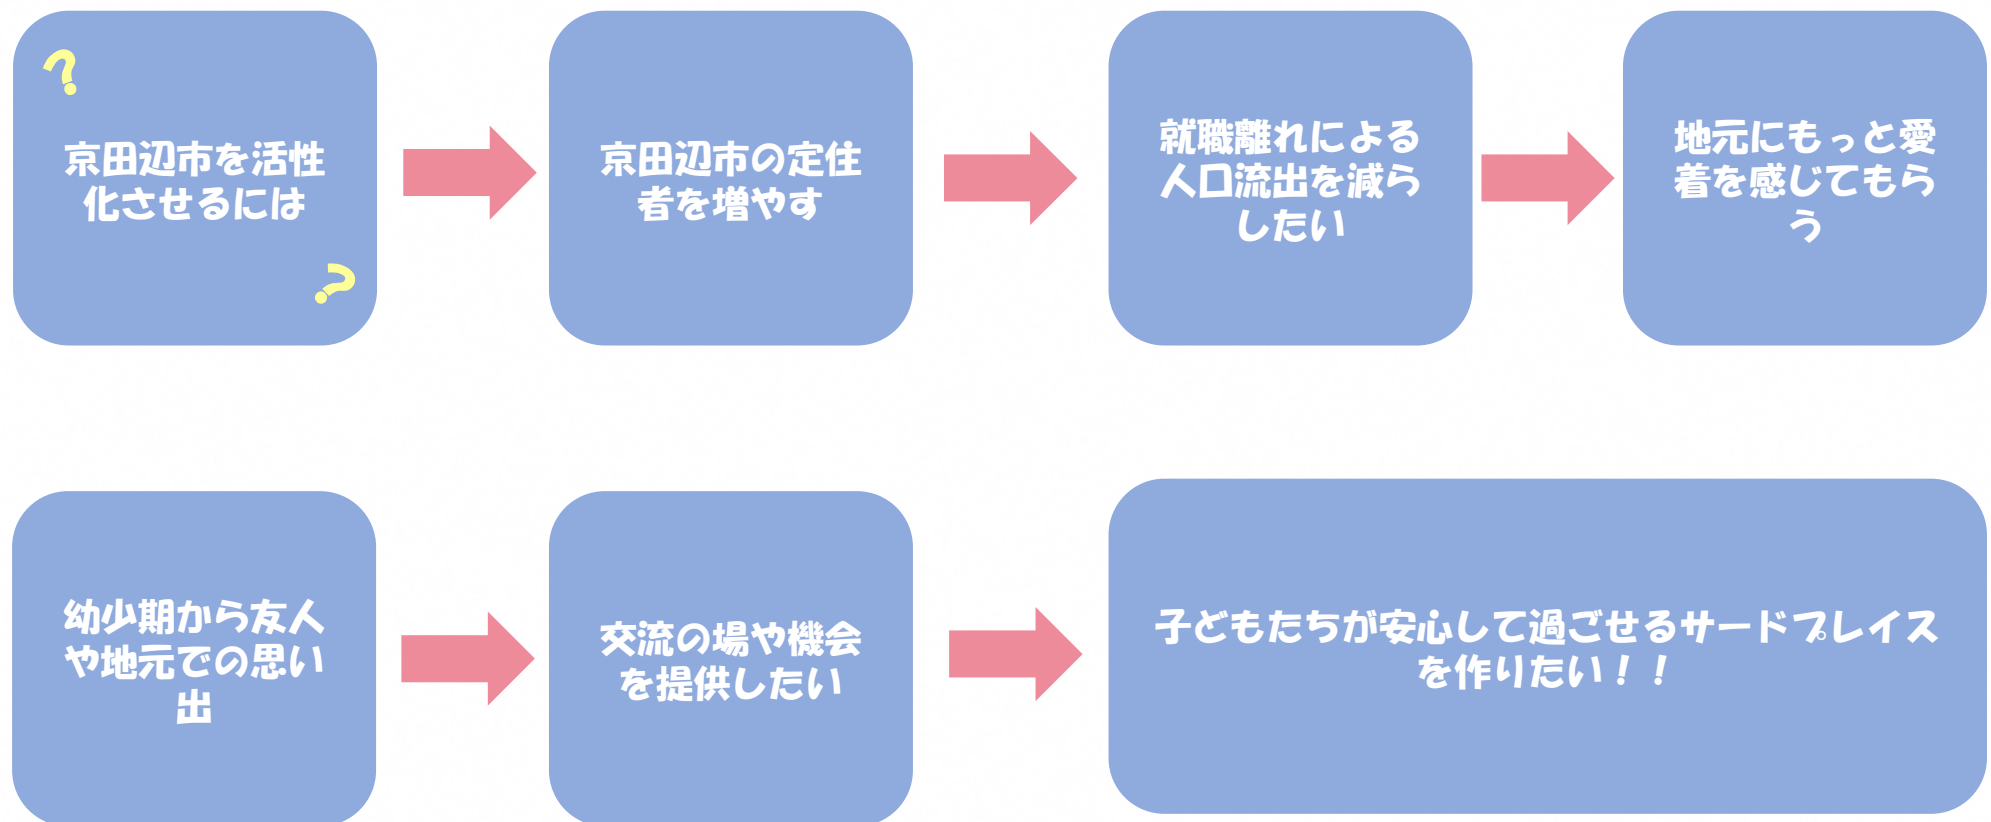 ?
京田辺市を活性
化させるには
?
京田辺市の定住
者を増やす
就職離れによる
人口流出を減ら
したい
地元にもっと愛
着を感じてもら
う
幼少期から友人
や地元での思い
出
交流の場や機会
を提供したい
子どもたちが安心して過ごせるサードプレイス
を作りたい！！